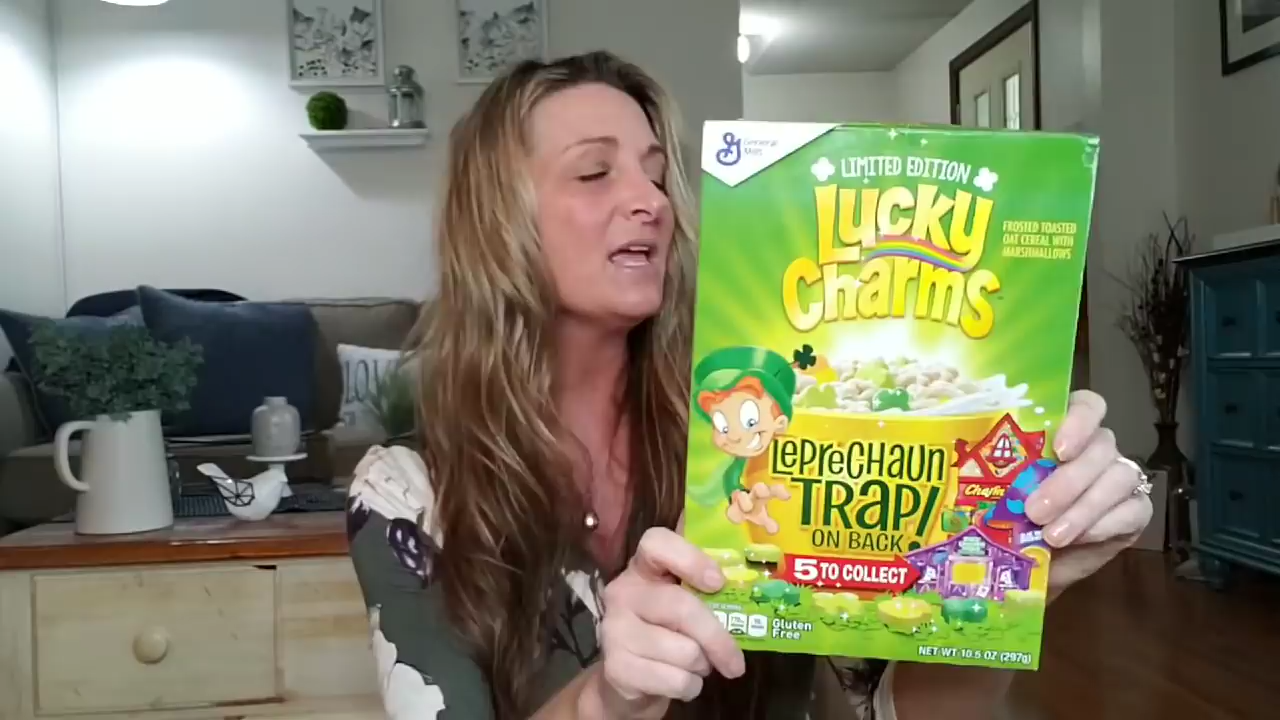 General
Mills
LIMITED EDITION
Lucky
Charms
FROSTED TOASTED
OAT CEREAL WITH
MARSHMALLOWS
LEPRECHAUN
TRAP!
ON BACK
5 TO COLLECT
Gluten
Free
NET WT 10.5 OZ (297g)